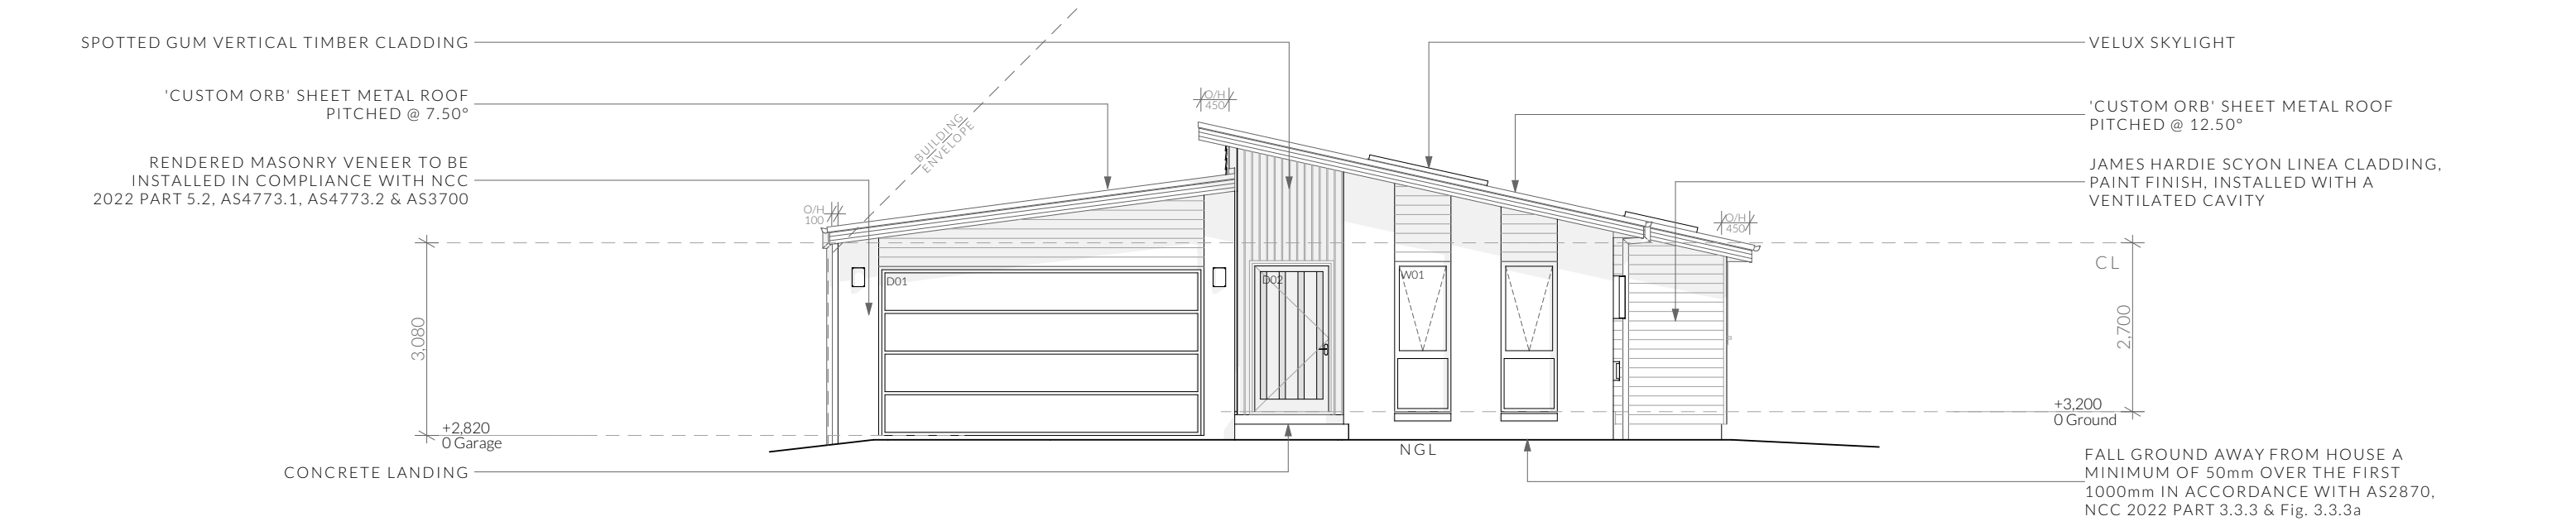 SPOTTED GUM VERTICAL TIMBER CLADDING
'CUSTOM ORB' SHEET METAL ROOF
PITCHED @ 7.50°
RENDERED MASONRY VENEER TO BE
INSTALLED IN COMPLIANCE WITH NCC
2022 PART 5.2, AS4773.1, AS4773.2 & AS3700
BUILDING
ENVELOPE
O/H
450
O/H
100
VELUX SKYLIGHT
'CUSTOM ORB' SHEET METAL ROOF
PITCHED @ 12.50°
JAMES HARDIE SCYON LINEA CLADDING,
PAINT FINISH, INSTALLED WITH A
VENTILATED CAVITY
O/H
450
CL
D01
D02
W01
3,080
2,700
+2,820
0 Garage
+3,200
0 Ground
NGL
CONCRETE LANDING
FALL GROUND AWAY FROM HOUSE A
MINIMUM OF 50mm OVER THE FIRST
1000mm IN ACCORDANCE WITH AS2870,
NCC 2022 PART 3.3.3 & Fig. 3.3.3a